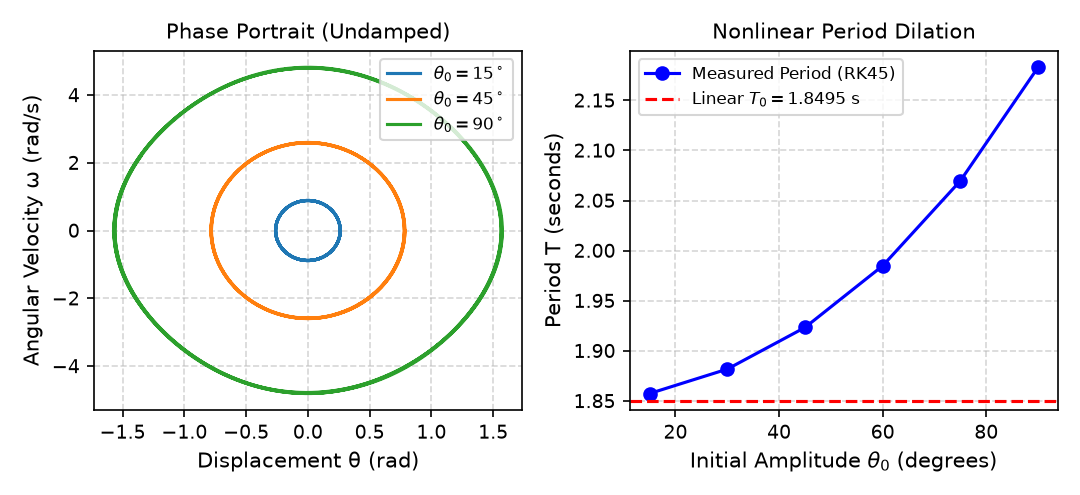 Phase Portrait (Undamped)
θ₀ = 15°
θ₀ = 45°
θ₀ = 90°
Angular Velocity ω (rad/s)
4
2
0
−2
−4
−1.5 −1.0 −0.5 0.0 0.5 1.0 1.5
Displacement θ (rad)
Nonlinear Period Dilation
Measured Period (RK45)
Linear T₀ = 1.8495 s
Period T (seconds)
2.15
2.10
2.05
2.00
1.95
1.90
1.85
20 40 60 80
Initial Amplitude θ₀ (degrees)